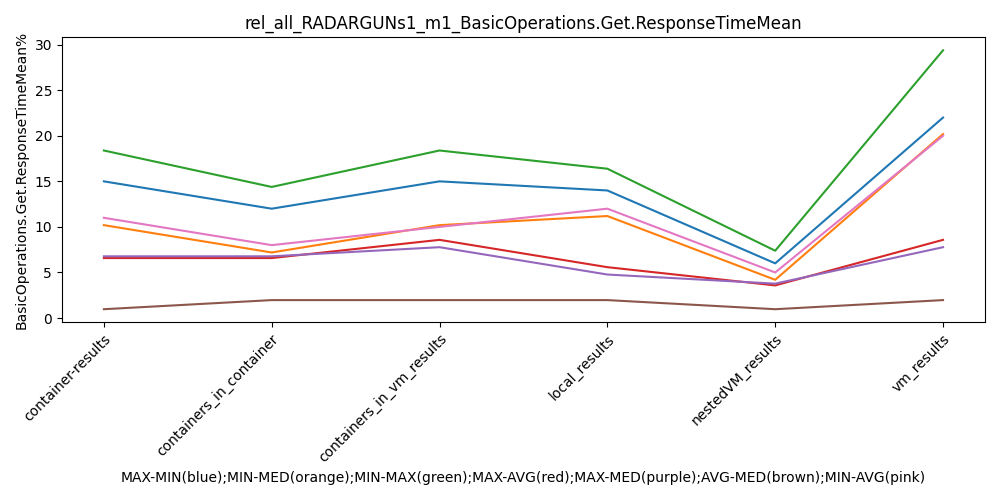 rel_all_RADARGUNs1_m1_BasicOperations.Get.ResponseTimeMean
BasicOperations.Get.ResponseTimeMean%
30
25
20
15
10
5
0
container-results
containers_in_container
containers_in_vm_results
local_results
nestedVM_results
vm_results
MAX-MIN(blue);MIN-MED(orange);MIN-MAX(green);MAX-AVG(red);MAX-MED(purple);AVG-MED(brown);MIN-AVG(pink)